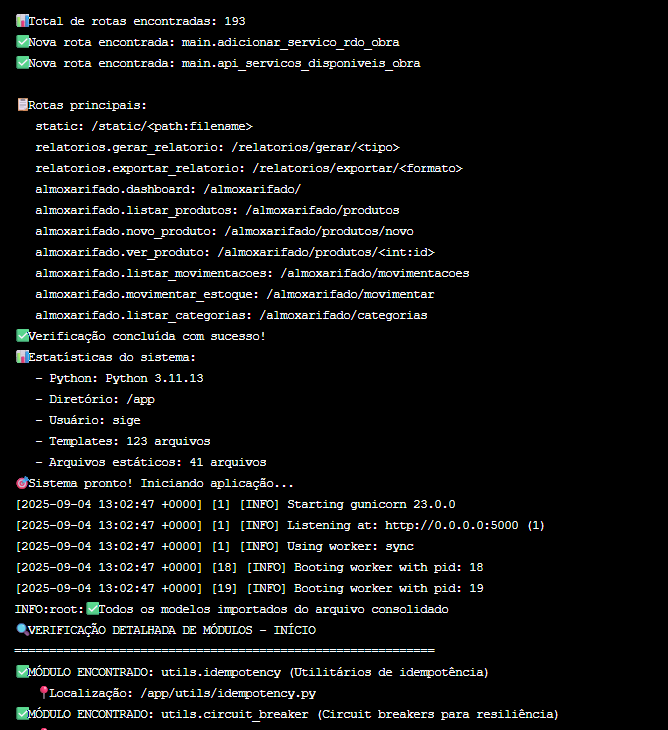 📊Total de rotas encontradas: 193
✅Nova rota encontrada: main.adicionar_servico_rdo_obra
✅Nova rota encontrada: main.api_servicos_disponiveis_obra
📋Rotas principais:
static: /static/<path:filename>
relatorios.gerar_relatorio: /relatorios/gerar/<tipo>
relatorios.exportar_relatorio: /relatorios/exportar/<formato>
almoxarifado.dashboard: /almoxarifado/
almoxarifado.listar_produtos: /almoxarifado/produtos
almoxarifado.novo_produto: /almoxarifado/produtos/novo
almoxarifado.ver_produto: /almoxarifado/produtos/<int:id>
almoxarifado.listar_movimentacoes: /almoxarifado/movimentacoes
almoxarifado.movimentar_estoque: /almoxarifado/movimentar
almoxarifado.listar_categorias: /almoxarifado/categorias
✅Verificação concluída com sucesso!
📊Estatísticas do sistema:
- Python: Python 3.11.13
- Diretório: /app
- Usuário: sige
- Templates: 123 arquivos
- Arquivos estáticos: 41 arquivos
🎯Sistema pronto! Iniciando aplicação...
[2025-09-04 13:02:47 +0000] [1] [INFO] Starting gunicorn 23.0.0
[2025-09-04 13:02:47 +0000] [1] [INFO] Listening at: http://0.0.0.0:5000 (1)
[2025-09-04 13:02:47 +0000] [1] [INFO] Using worker: sync
[2025-09-04 13:02:47 +0000] [18] [INFO] Booting worker with pid: 18
[2025-09-04 13:02:47 +0000] [19] [INFO] Booting worker with pid: 19
INFO:root:✅Todos os modelos importados do arquivo consolidado
🔍VERIFICAÇÃO DETALHADA DE MÓDULOS - INÍCIO
============================================================
✅MÓDULO ENCONTRADO: utils.idempotency (Utilitários de idempotência)
📍Localização: /app/utils/idempotency.py
✅MÓDULO ENCONTRADO: utils.circuit_breaker (Circuit breakers para resiliência)